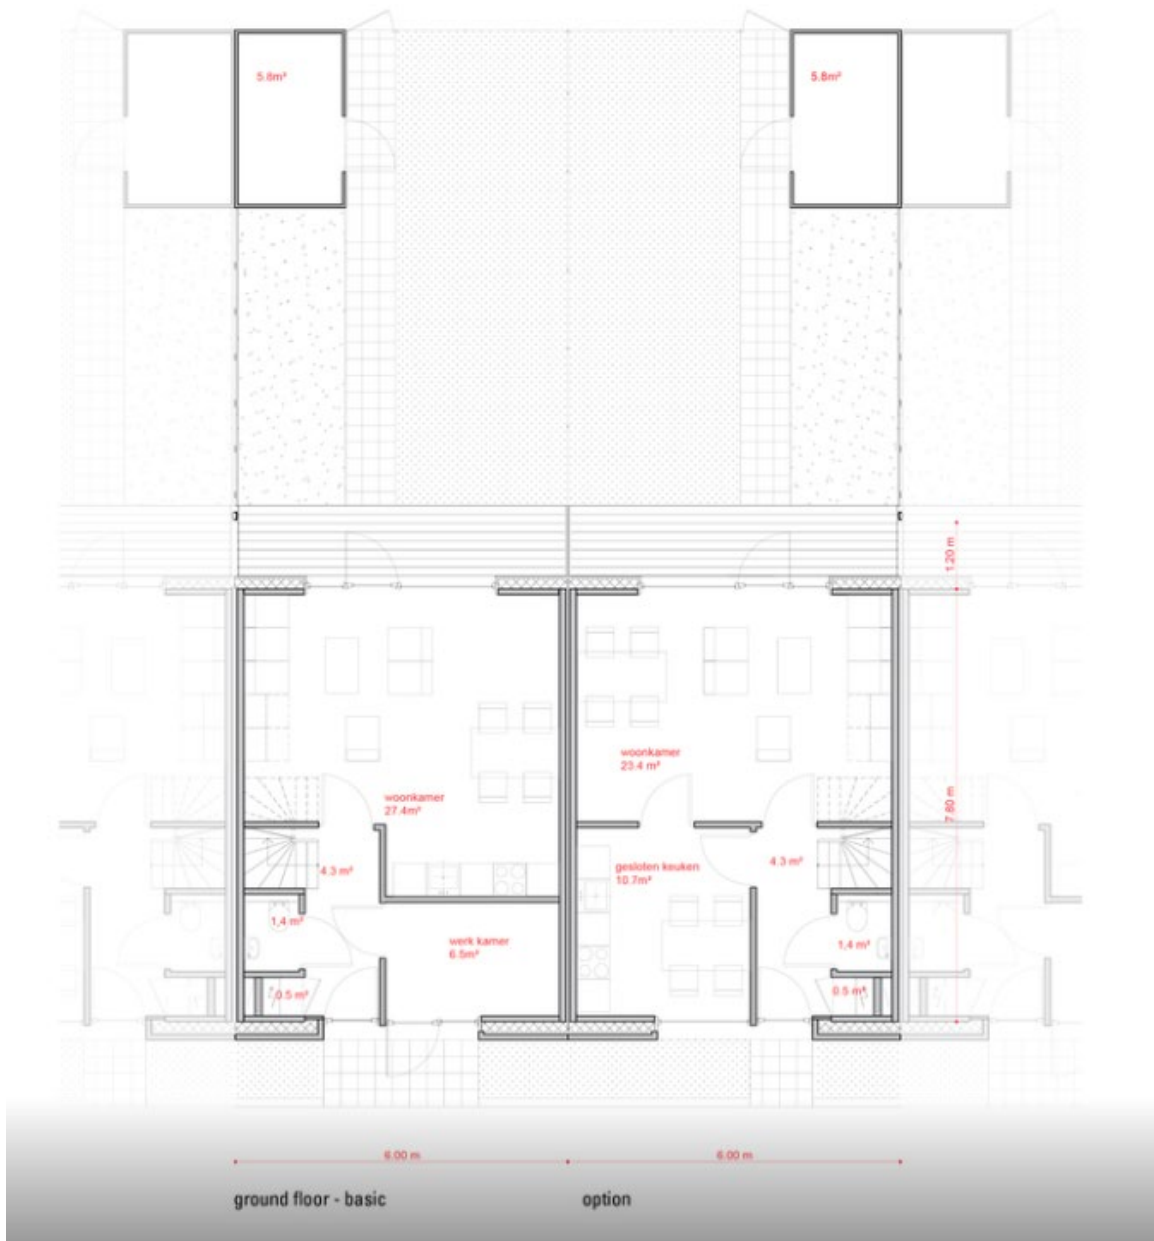 5.8m²
5.8m²
1.20 m
woonkamer
23.4 m²
woonkamer
27.4m²
7.80 m
4.3 m²
gesloten keuken
10.7m²
4.3 m²
1,4 m²
werk kamer
6.5m²
1,4 m²
0.5 m²
0.5 m²
6.00 m
6.00 m
ground floor - basic
option